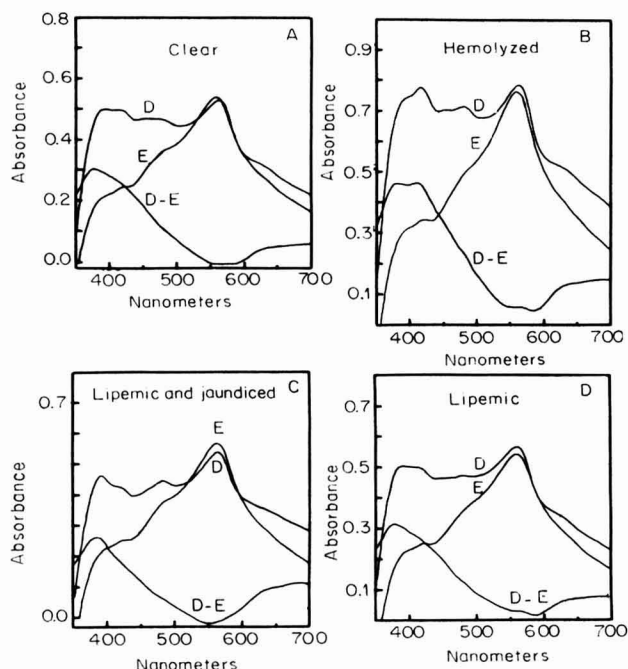 A
Clear
0.8
0.6
0.4
0.2
0.0
Absorbance
D
E
D-E
400
500
600
700
Nanometers
B
Hemolyzed
0.9
0.7
0.5
0.3
0.1
Absorbance
D
E
D-E
400
500
600
700
Nanometers
C
Lipemic and jaundiced
0.7
0.0
Absorbance
E
D
D-E
400
500
600
700
Nanometers
D
Lipemic
0.7
0.5
0.3
0.1
Absorbance
D
E
D-E
400
500
600
700
Nanometers